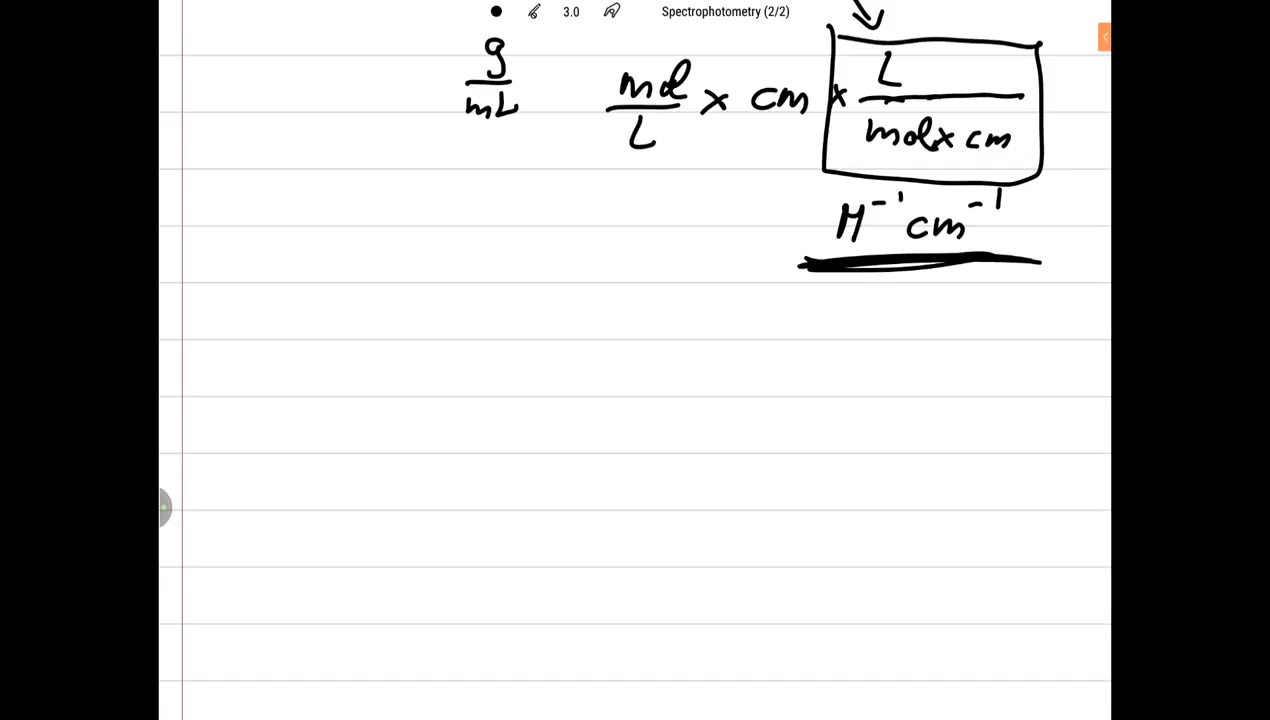 3.0 Spectrophotometry (2/2)
g/mL mol/L x cm x L/mol x cm
M⁻¹ cm⁻¹